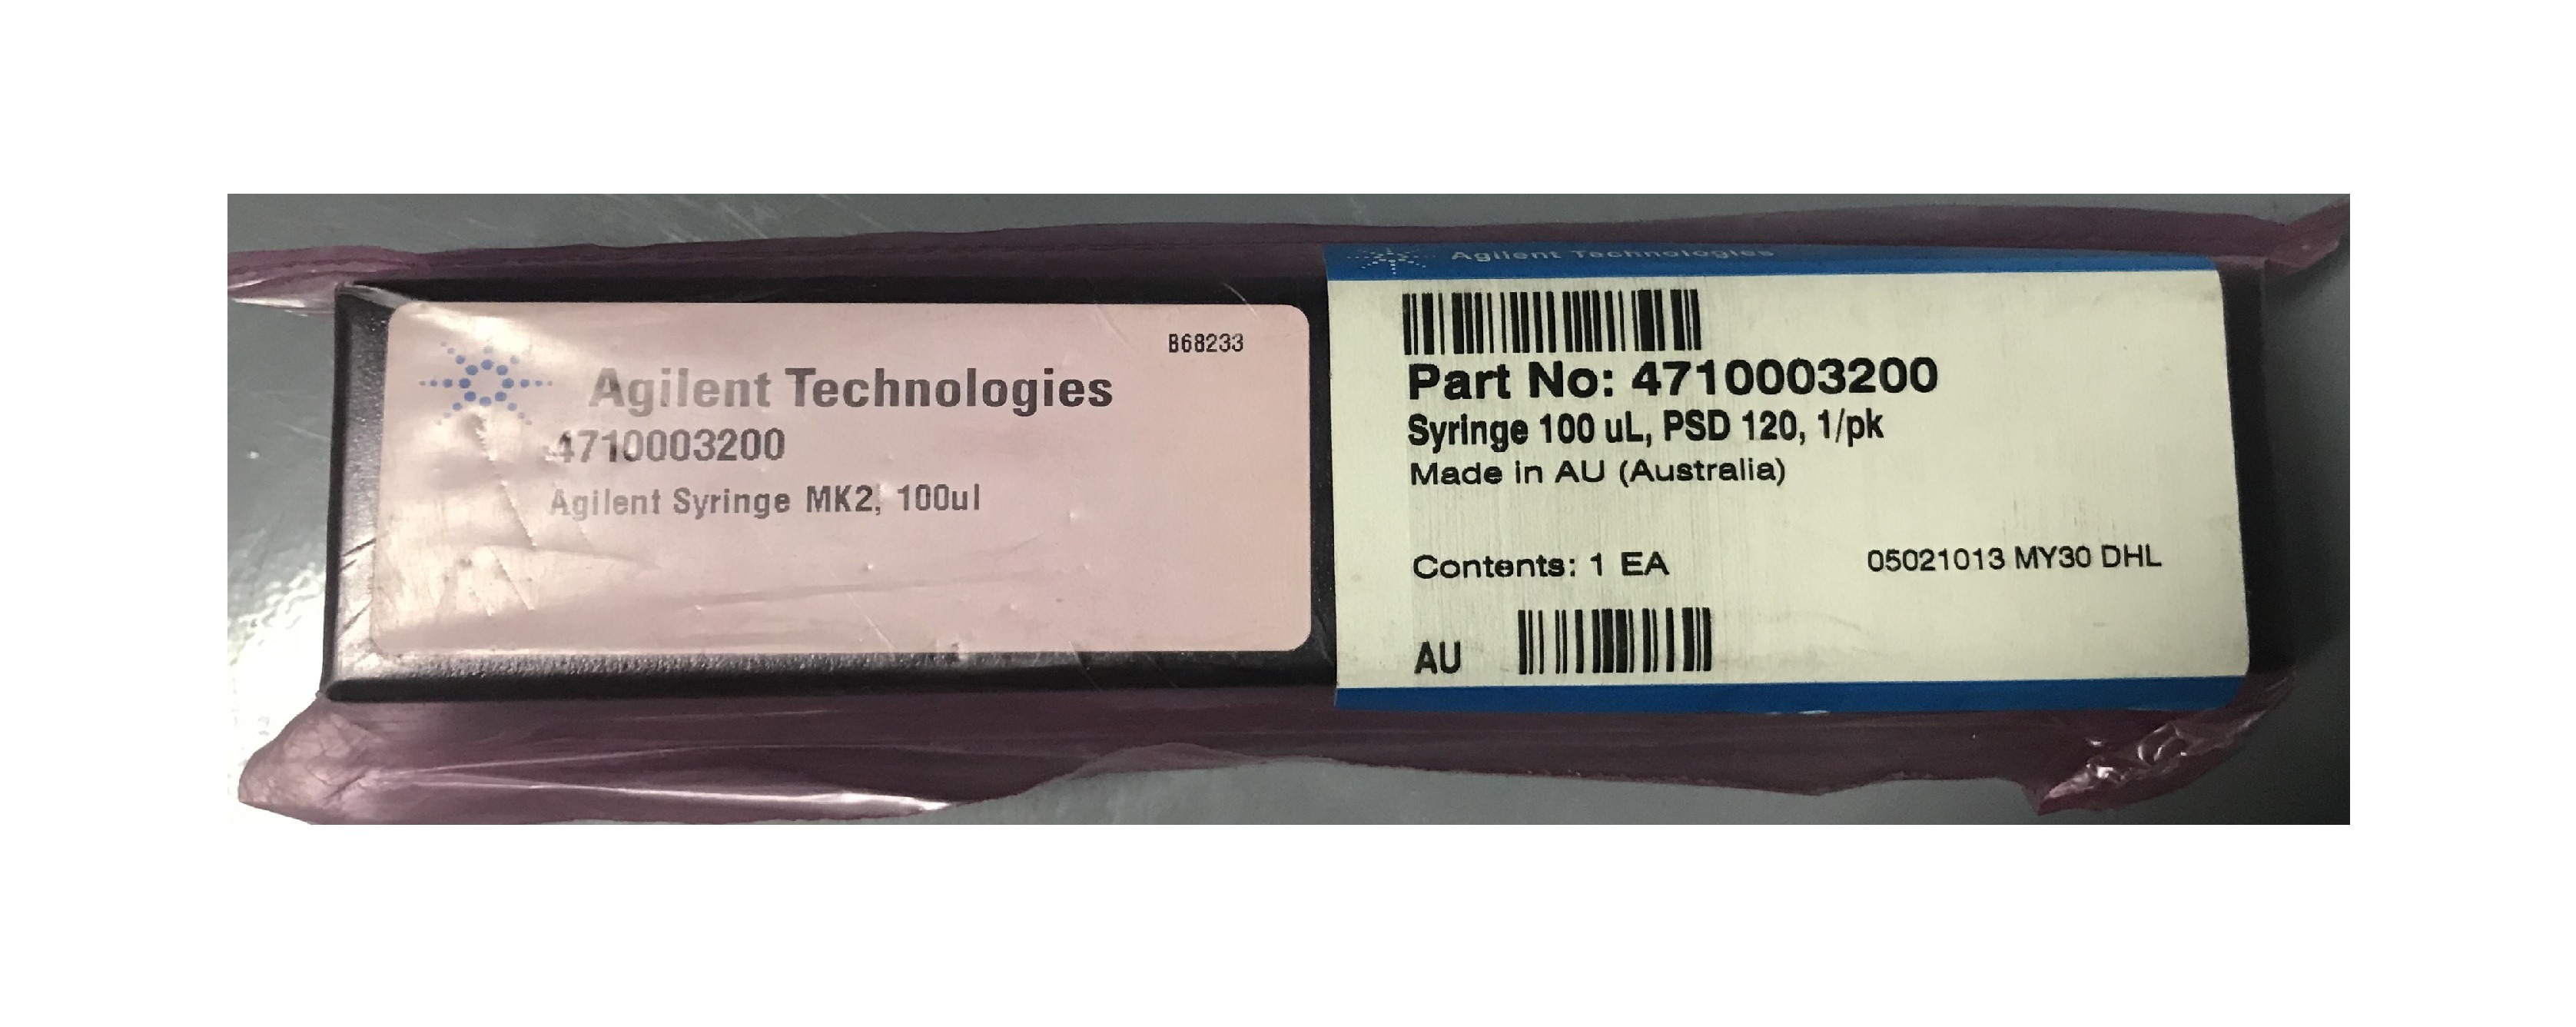 B68233
Agilent Technologies
4710003200
Agilent Syringe MK2, 100ul
Agilent Technologies
Part No: 4710003200
Syringe 100 uL, PSD 120, 1/pk
Made in AU (Australia)
Contents: 1 EA
05021013 MY30 DHL
AU